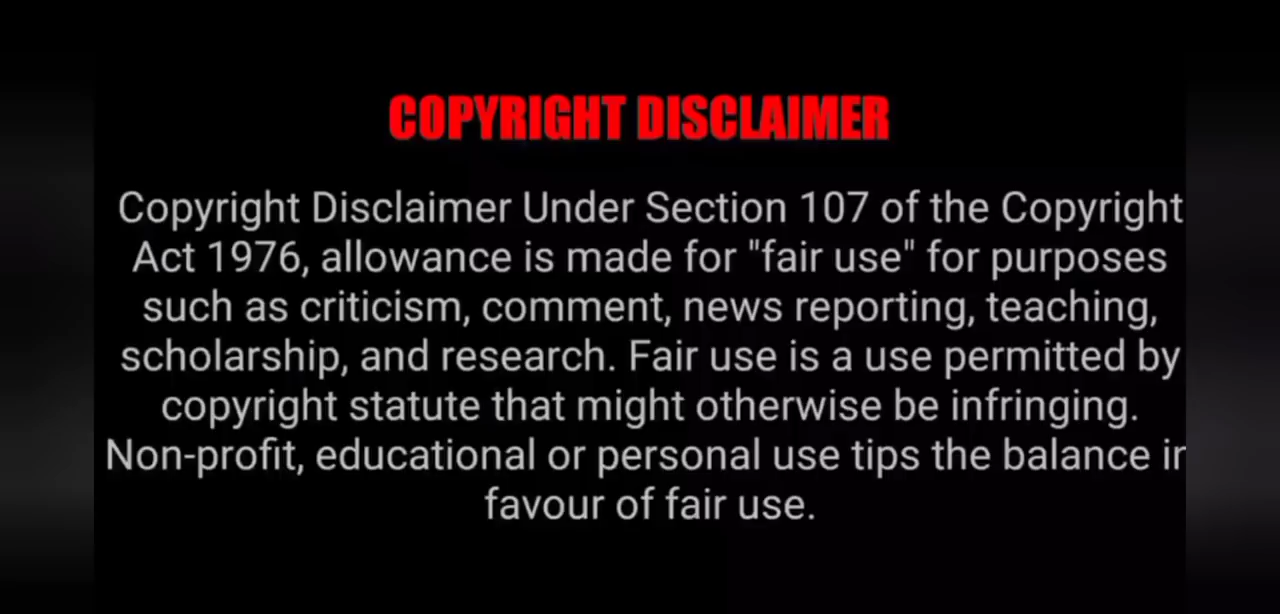 COPYRIGHT DISCLAIMER
Copyright Disclaimer Under Section 107 of the Copyright
Act 1976, allowance is made for "fair use" for purposes
such as criticism, comment, news reporting, teaching,
scholarship, and research. Fair use is a use permitted by
copyright statute that might otherwise be infringing.
Non-profit, educational or personal use tips the balance in
favour of fair use.